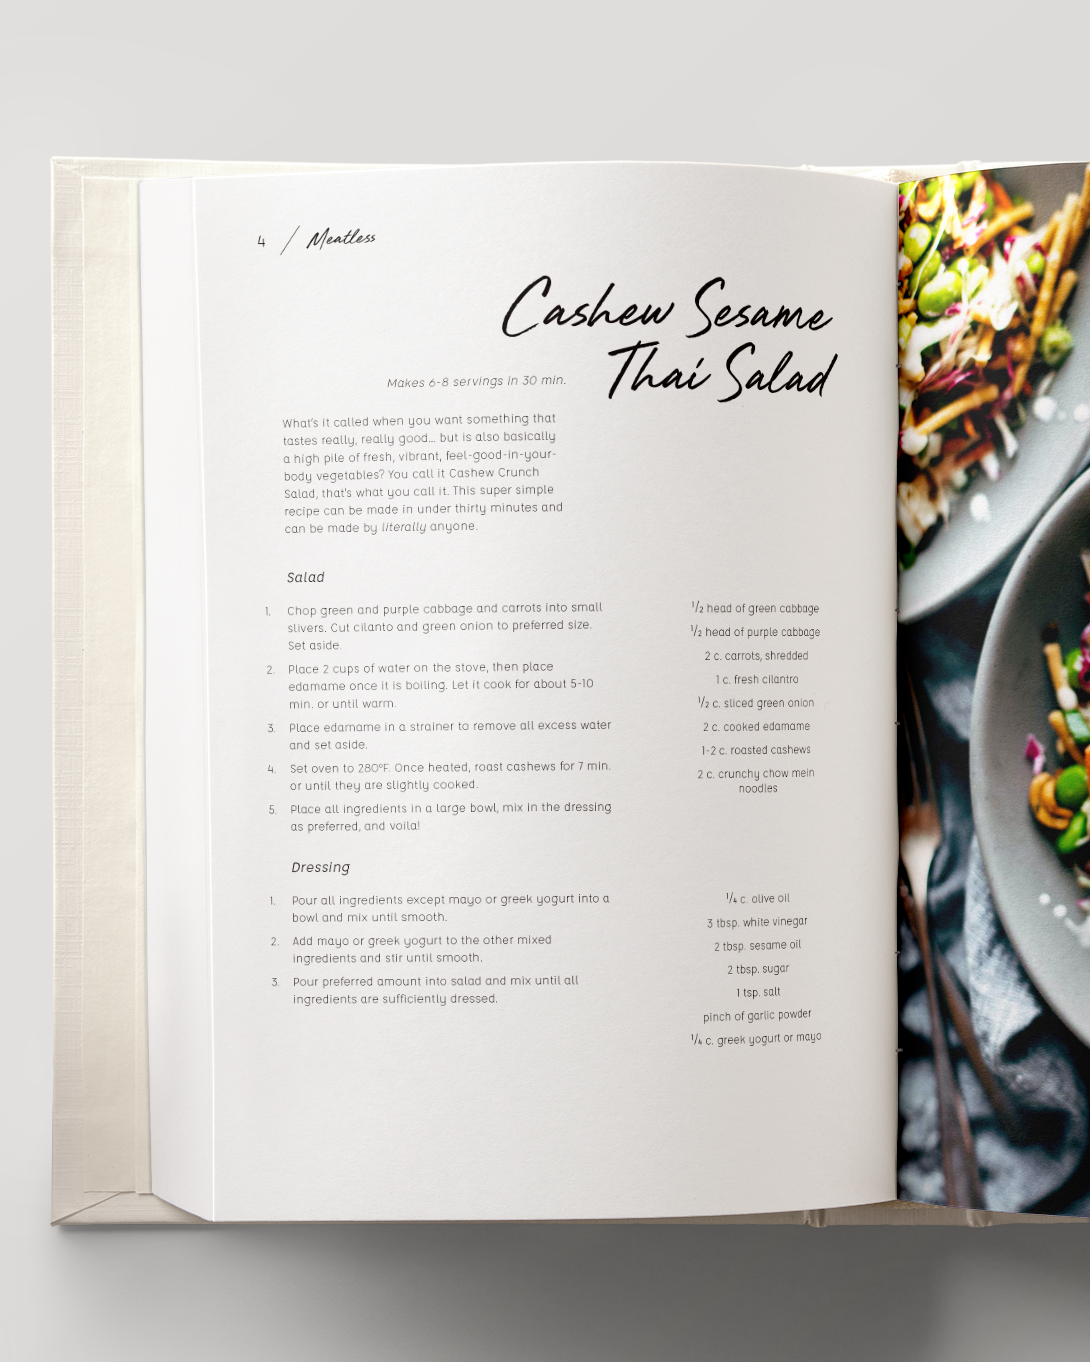 4 / Meatless
Cashew Sesame
Thai Salad
Makes 6-8 servings in 30 min.
What's it called when you want something that
tastes really, really good... but is also basically
a high pile of fresh, vibrant, feel-good-in-your-
body vegetables? You call it Cashew Crunch
Salad, that's what you call it. This super simple
recipe can be made in under thirty minutes and
can be made by literally anyone.
Salad
1. Chop green and purple cabbage and carrots into small
slivers. Cut cilanto and green onion to preferred size.
Set aside.
2. Place 2 cups of water on the stove, then place
edamame once it is boiling. Let it cook for about 5-10
min. or until warm.
3. Place edamame in a strainer to remove all excess water
and set aside.
4. Set oven to 280°F. Once heated, roast cashews for 7 min.
or until they are slightly cooked.
5. Place all ingredients in a large bowl, mix in the dressing
as preferred, and voila!
1/2 head of green cabbage
1/2 head of purple cabbage
2 c. carrots, shredded
1 c. fresh cilantro
1/2 c. sliced green onion
2 c. cooked edamame
1-2 c. roasted cashews
2 c. crunchy chow mein
noodles
Dressing
1. Pour all ingredients except mayo or greek yogurt into a
bowl and mix until smooth.
2. Add mayo or greek yogurt to the other mixed
ingredients and stir until smooth.
3. Pour preferred amount into salad and mix until all
ingredients are sufficiently dressed.
1/4 c. olive oil
3 tbsp. white vinegar
2 tbsp. sesame oil
2 tbsp. sugar
1 tsp. salt
pinch of garlic powder
1/4 c. greek yogurt or mayo